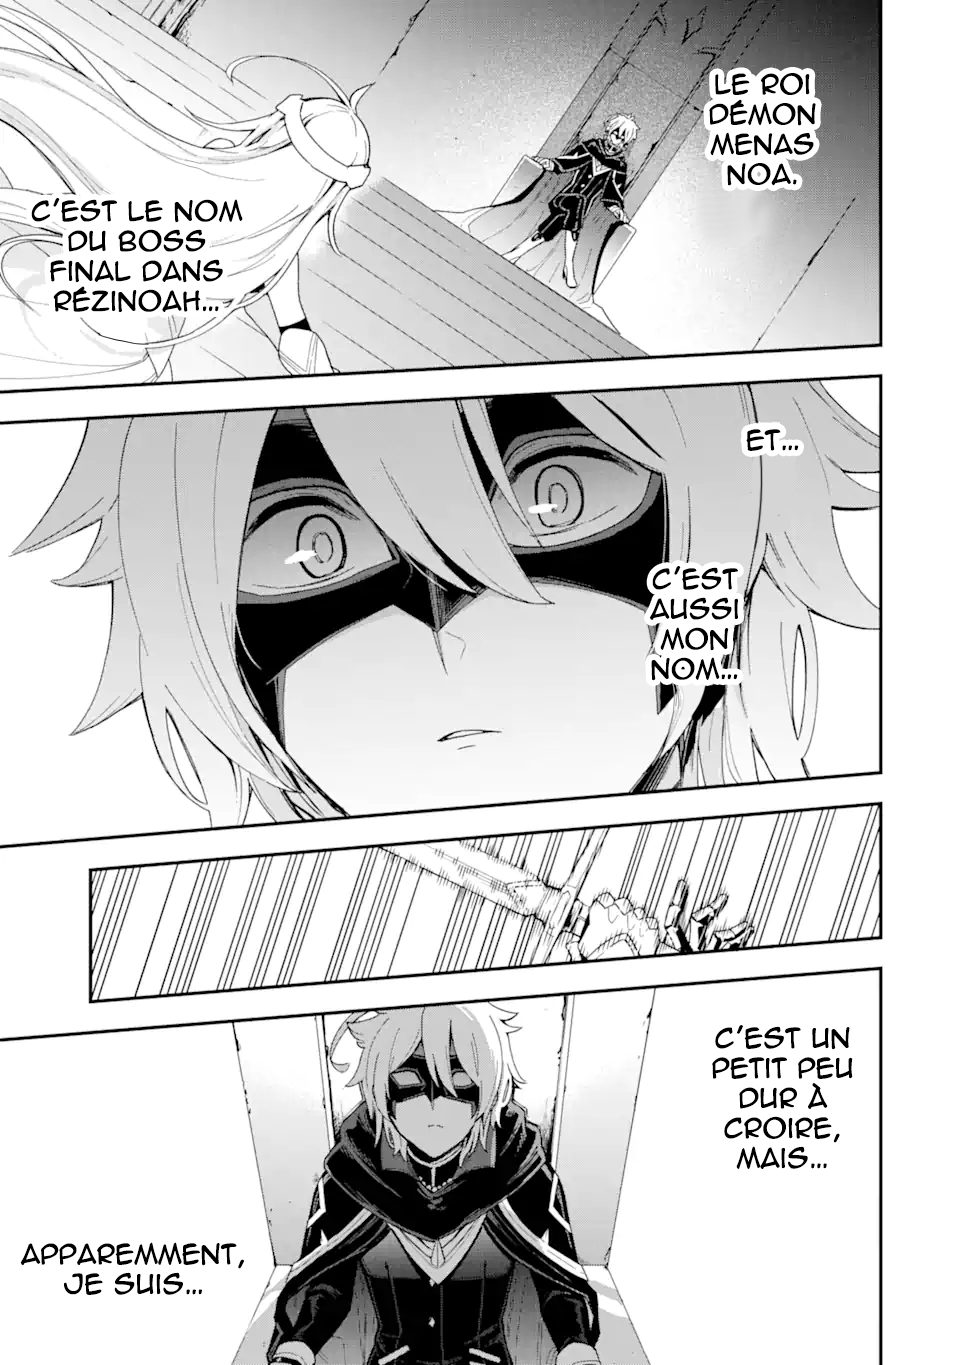 LE ROI
DÉMON
MENAS
NOA.
C'EST LE NOM
DU BOSS
FINAL DANS
RÉZINOAH...
ET...
C'EST
AUSSI
MON
NOM...
C'EST UN
PETIT PEU
DUR À
CROIRE,
MAIS...
APPAREMMENT,
JE SUIS...